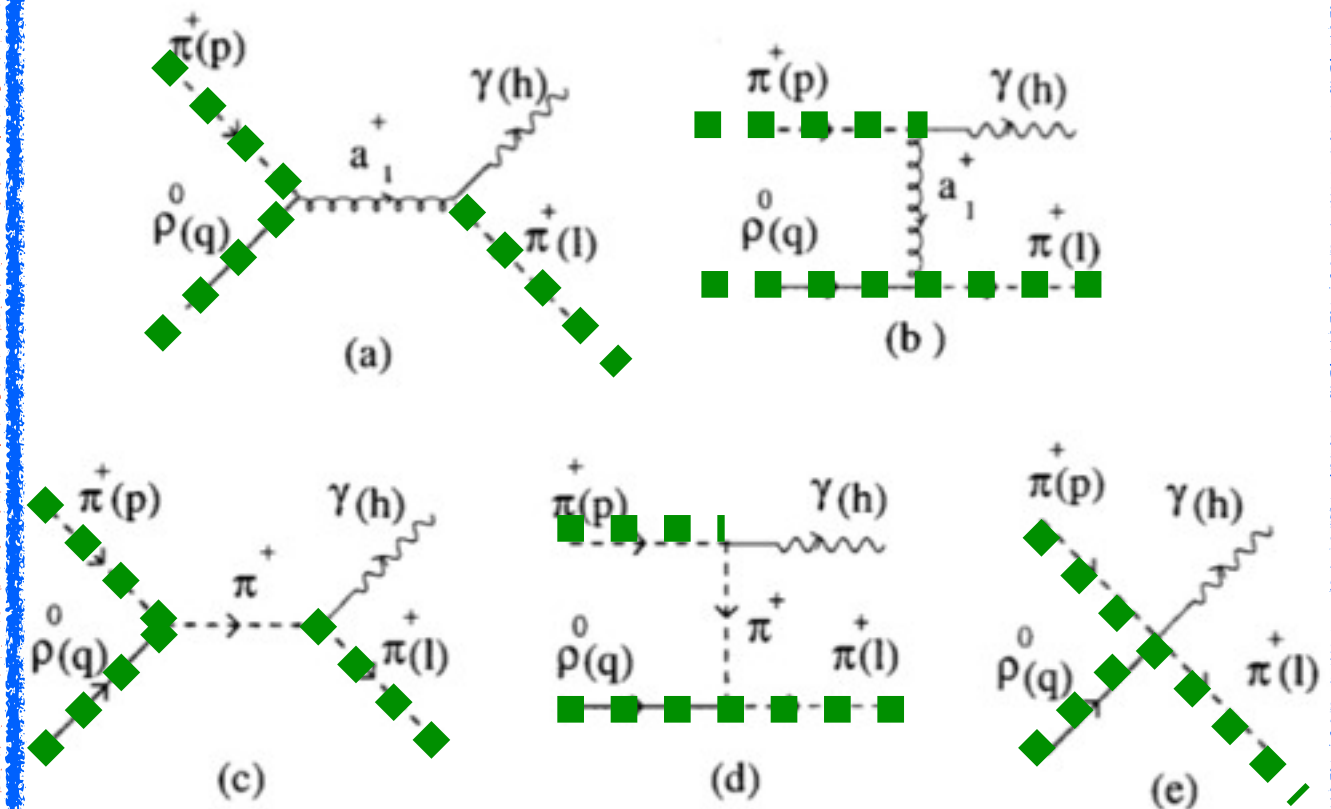 π⁺(p) γ(h) a₁⁺ ρ⁰(q) π⁺(l)
(a)
π⁺(p) γ(h) a₁⁺ ρ⁰(q) π⁺(l)
(b )
π⁺(p) γ(h) π⁺ ρ⁰(q) π⁺(l)
(c)
π⁺(p) γ(h) π⁺ ρ⁰(q) π⁺(l)
(d)
π⁺(p) γ(h) ρ⁰(q) π⁺(l)
(e)